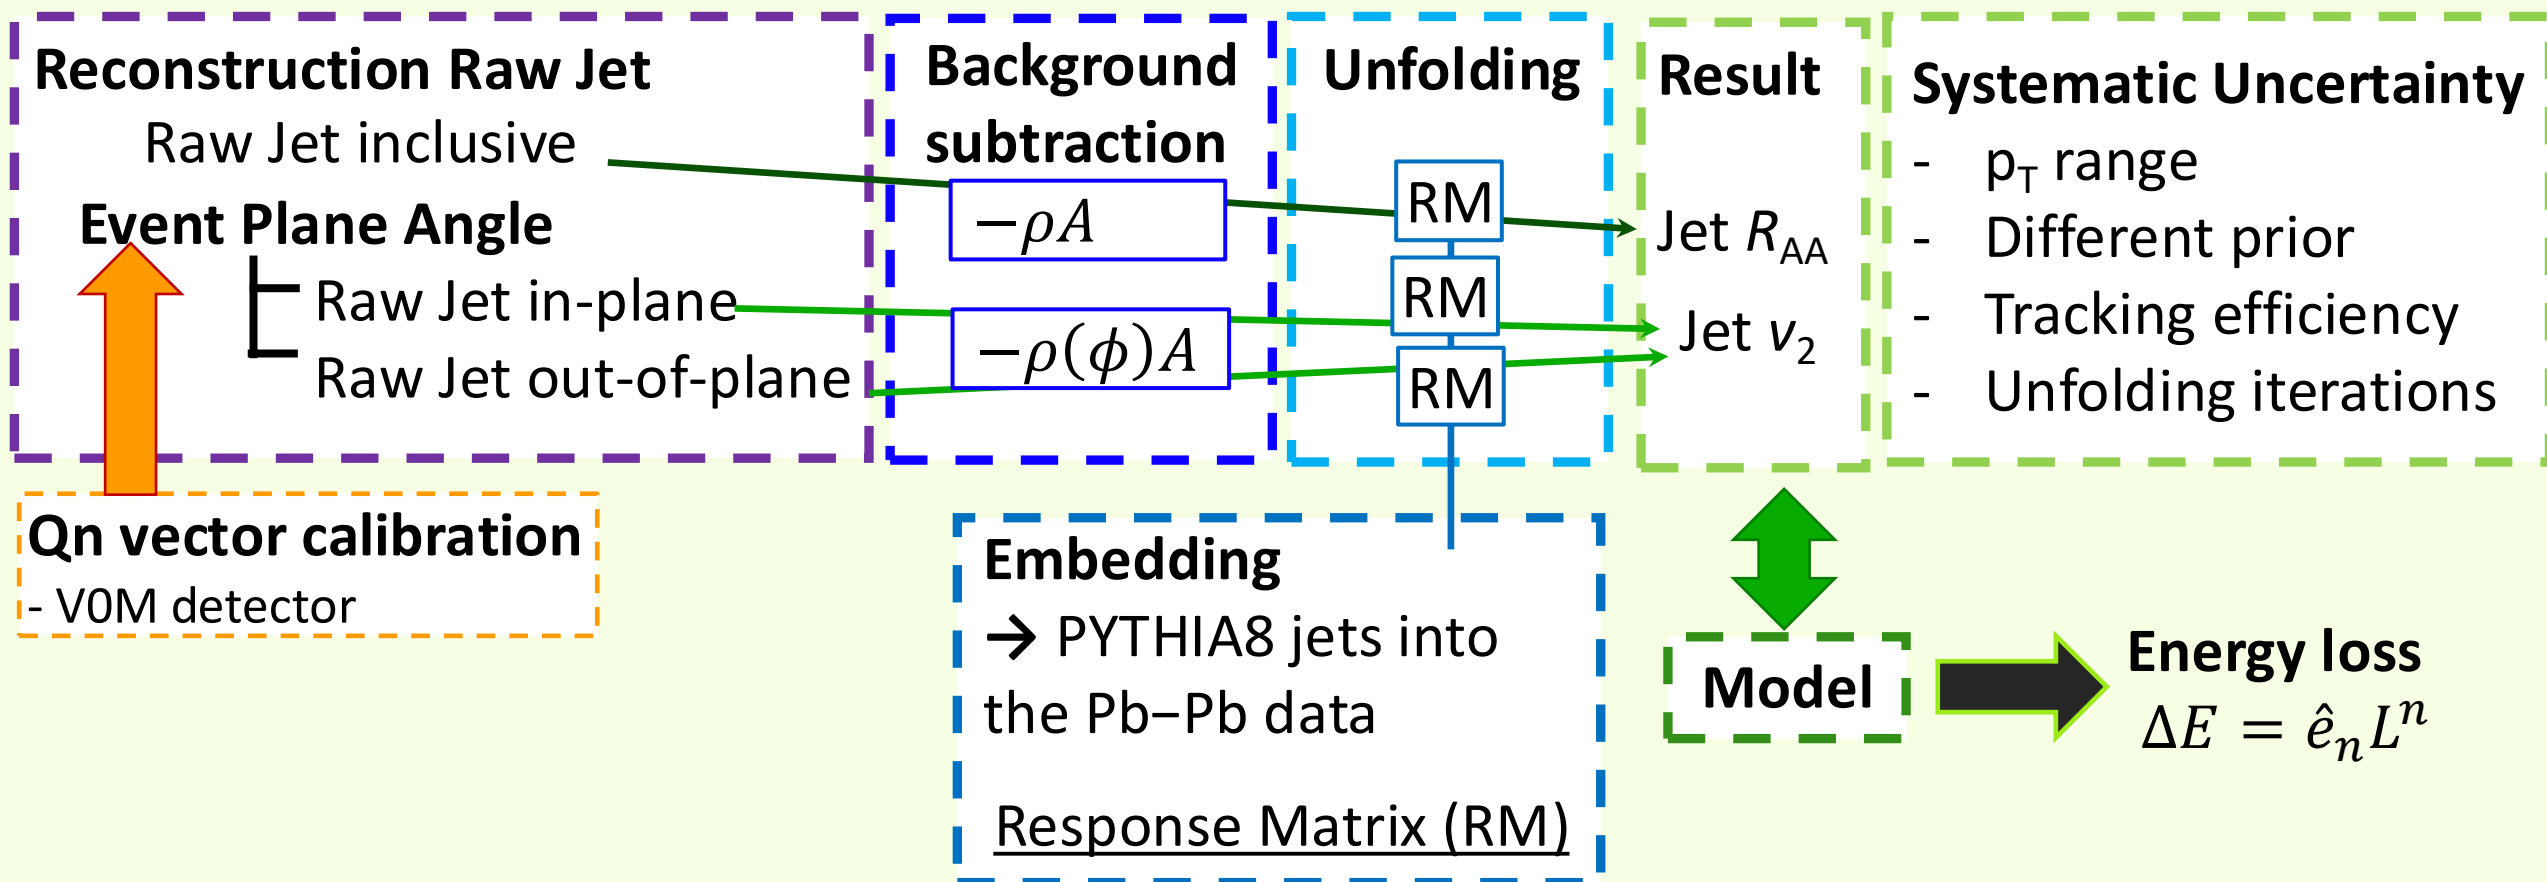 Reconstruction Raw Jet
Raw Jet inclusive
Event Plane Angle
Raw Jet in-plane
Raw Jet out-of-plane
Qn vector calibration
- V0M detector
Background
subtraction
−ρA
−ρ(ϕ)A
Unfolding
RM
RM
RM
Embedding
→ PYTHIA8 jets into
the Pb−Pb data
Response Matrix (RM)
Result
Jet R_AA
Jet v_2
Systematic Uncertainty
- p_T range
- Different prior
- Tracking efficiency
- Unfolding iterations
Model
Energy loss
ΔE = ê_n L^n